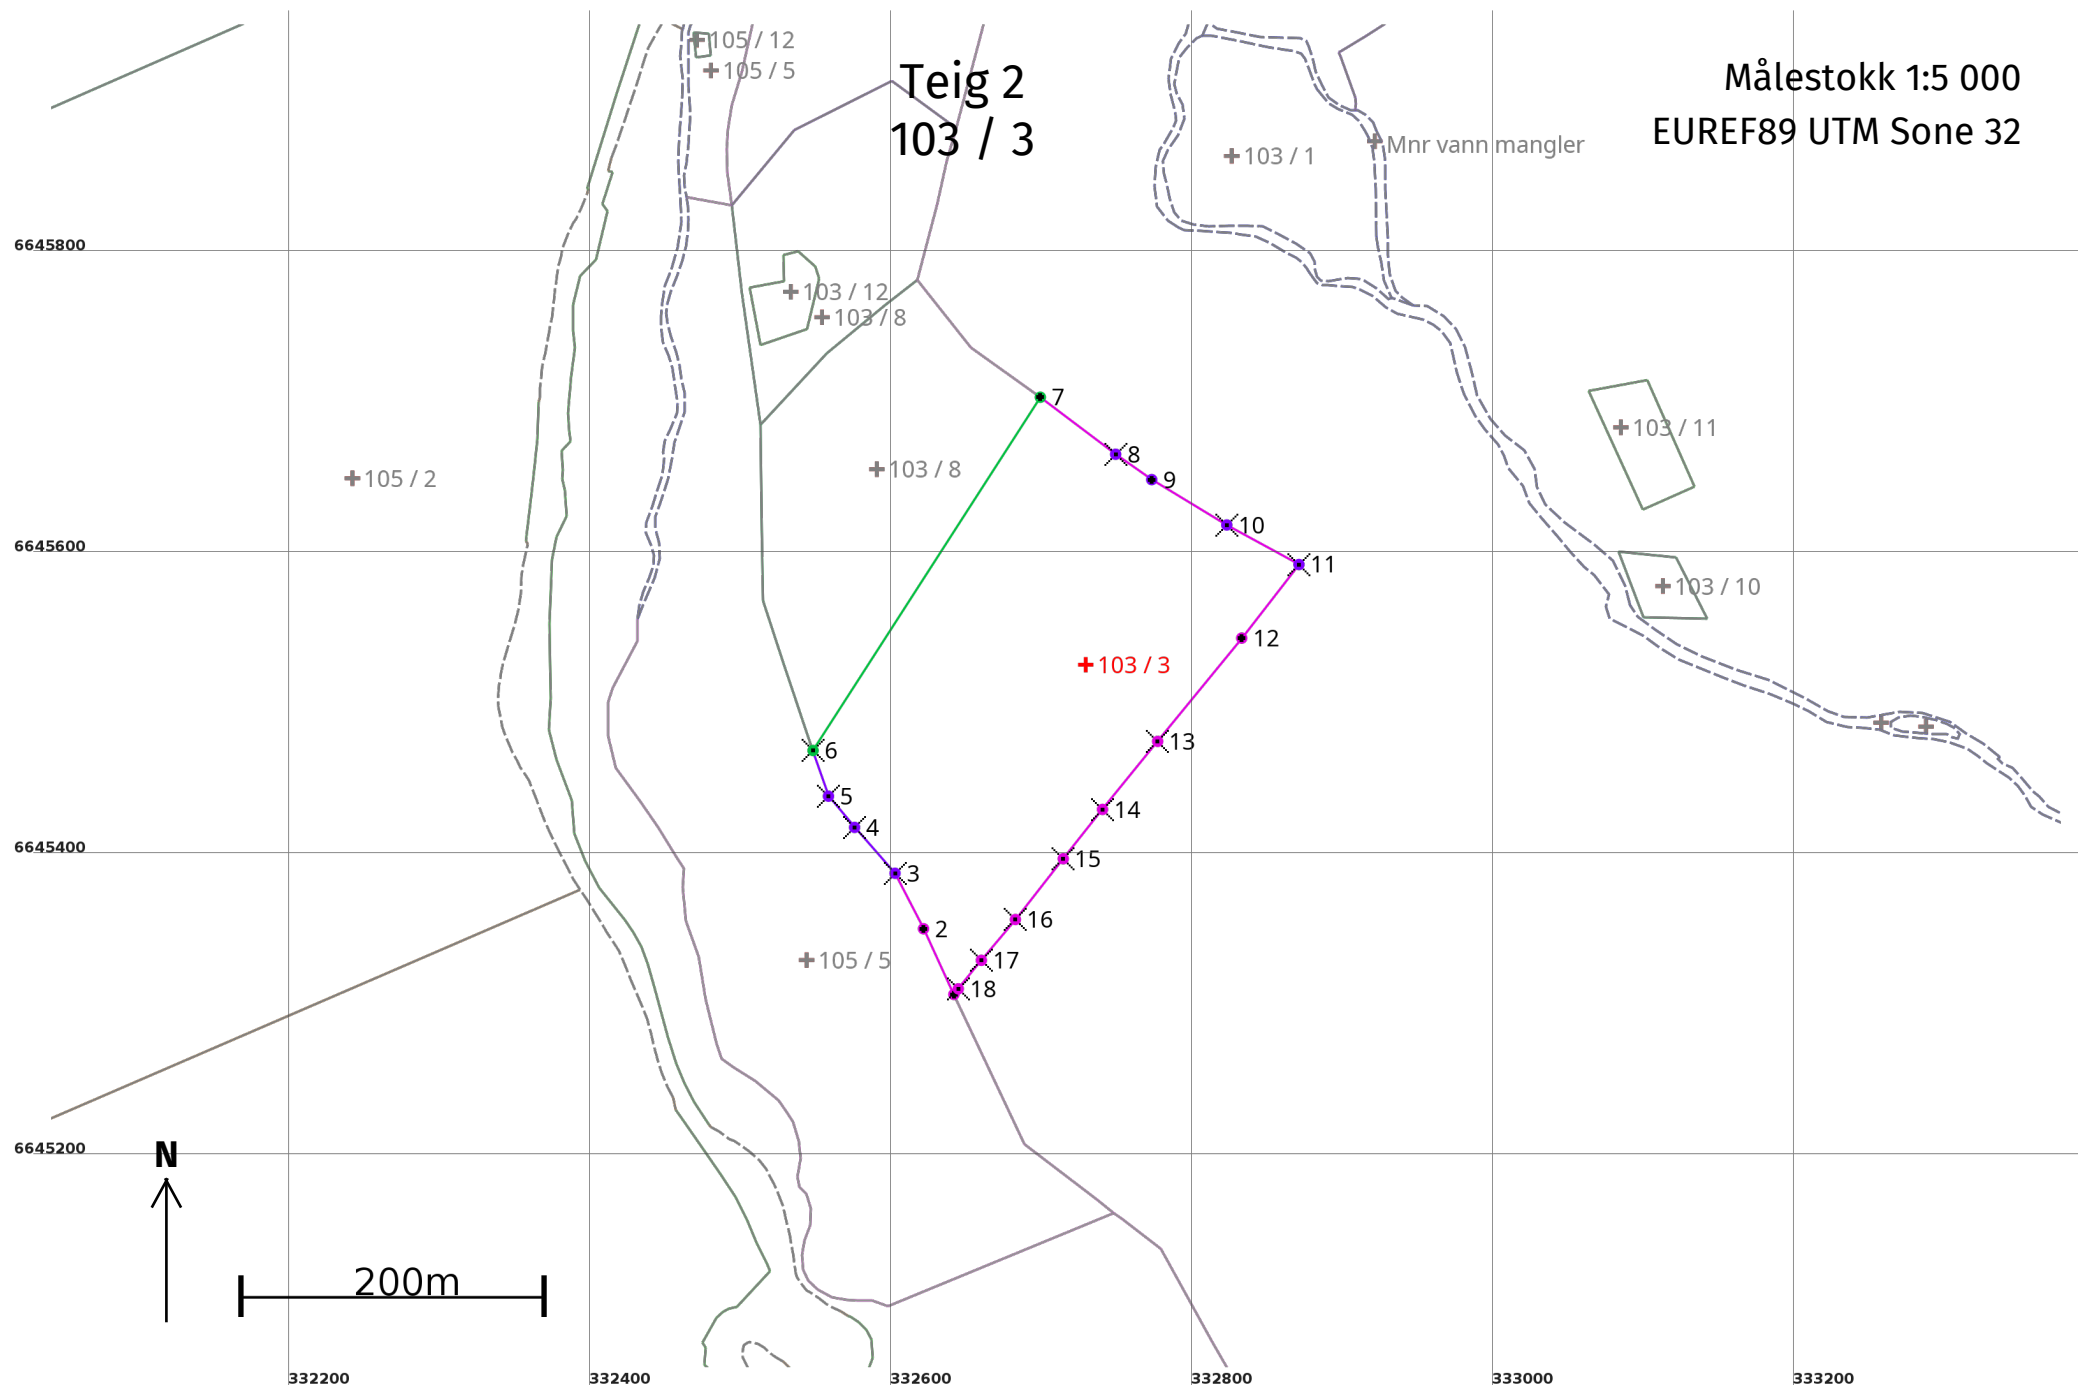 105 / 12
105 / 5
Teig 2
103 / 3
Målestokk 1:5 000
EUREF89 UTM Sone 32
103 / 1
Mnr vann mangler
6645800
103 / 12
103 / 8
7
103 / 11
8
103 / 8
105 / 2
9
10
6645600
11
103 / 10
12
103 / 3
13
6
5
14
4
6645400
15
3
16
2
105 / 5
17
18
6645200
N
200m
332200
332400
332600
332800
333000
333200